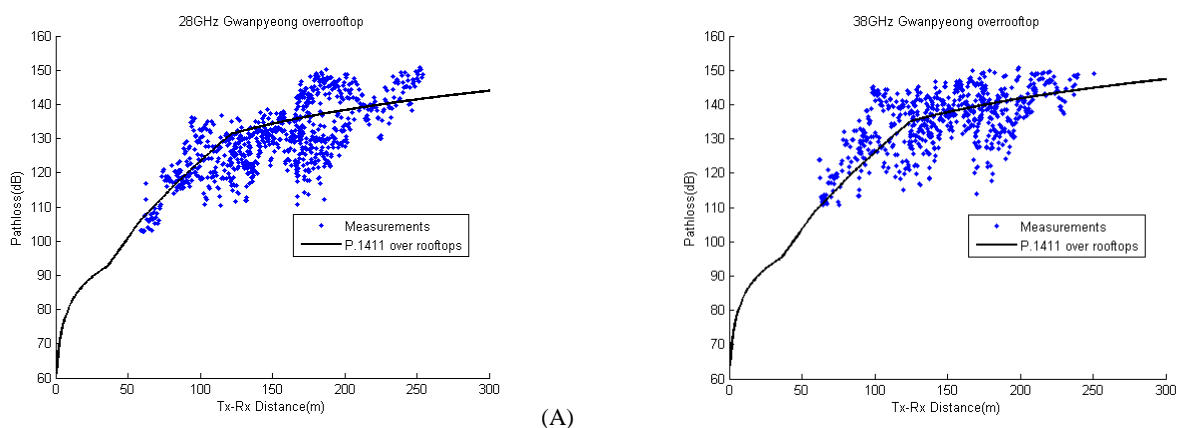 28GHz Gwanpyeong overrooftop
160
150
140
130
120
110
100
90
80
70
60
Pathloss(dB)
Measurements
P.1411 over rooftops
0 50 100 150 200 250 300
Tx-Rx Distance(m)
38GHz Gwanpyeong overrooftop
160
150
140
130
120
110
100
90
80
70
60
Pathloss(dB)
Measurements
P.1411 over rooftops
0 50 100 150 200 250 300
Tx-Rx Distance(m)
(A)